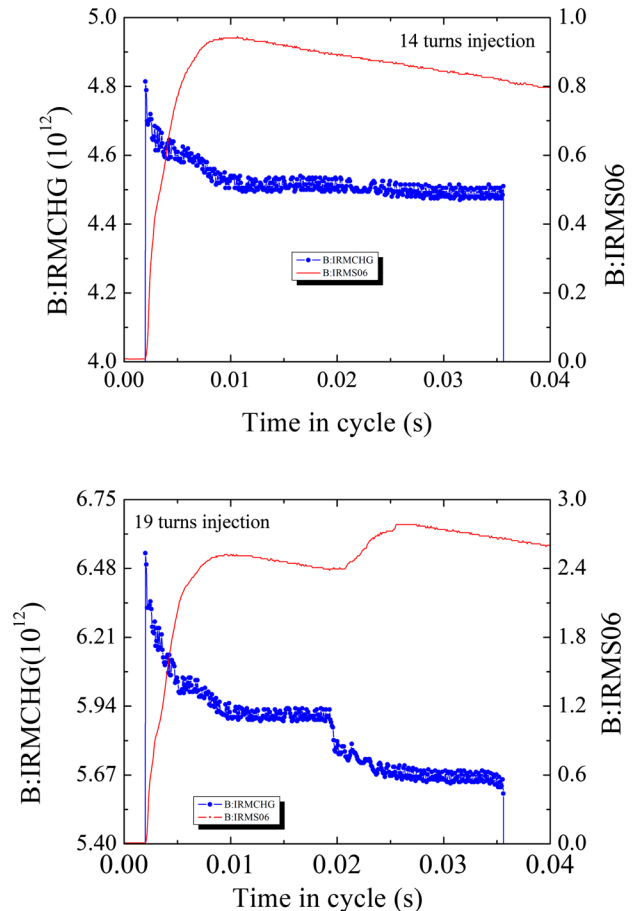 14 turns injection
5.0
4.8
4.6
4.4
4.2
4.0
B:IRMCHG (10¹²)
1.0
0.8
0.6
0.4
0.2
0.0
B:IRMS06
B:IRMCHG
B:IRMS06
0.00 0.01 0.02 0.03 0.04
Time in cycle (s)
19 turns injection
6.75
6.48
6.21
5.94
5.67
5.40
B:IRMCHG(10¹²)
3.0
2.4
1.8
1.2
0.6
0.0
B:IRMS06
B:IRMCHG
B:IRMS06
0.00 0.01 0.02 0.03 0.04
Time in cycle (s)